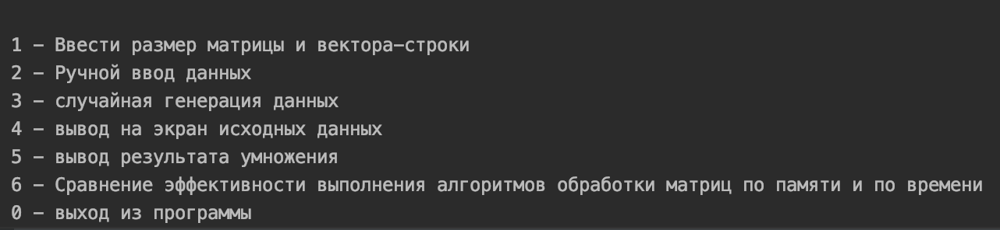 1 – Ввести размер матрицы и вектора-строки
2 – Ручной ввод данных
3 – случайная генерация данных
4 – вывод на экран исходных данных
5 – вывод результата умножения
6 – Сравнение эффективности выполнения алгоритмов обработки матриц по памяти и по времени
0 – выход из программы